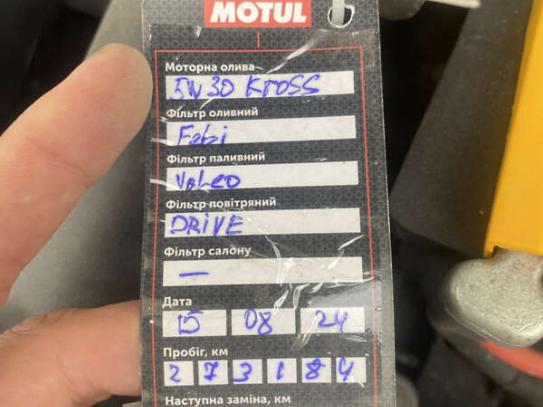 MOTUL
Моторна олива
5W30 KROSS
Фільтр оливний
Febi
Фільтр паливний
Valeo
Фільтр повітряний
DRIVE
Фільтр салону
—
Дата
15 08 24
Пробіг, км
2 7 3 1 8 4
Наступна заміна, км